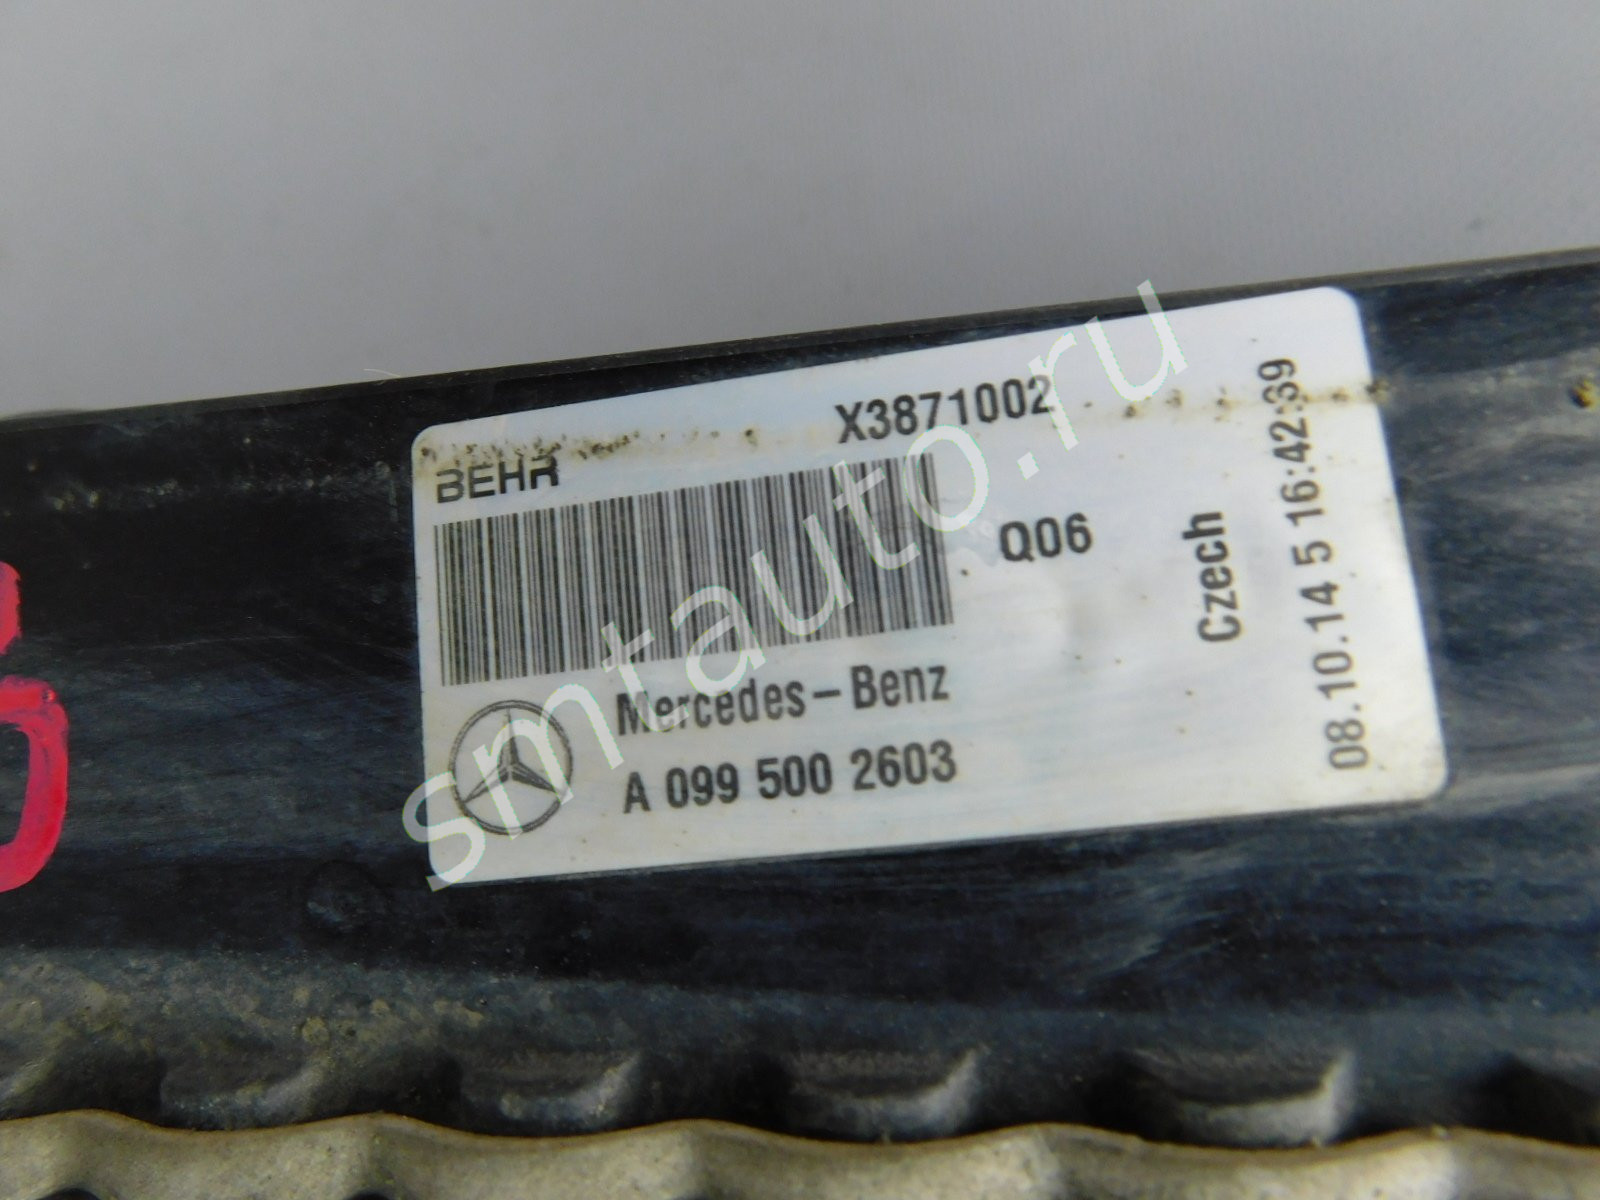 X3871002
BEHR
Q06
Mercedes-Benz
A 099 500 2603
Czech
08.10.14 5 16:42:39
smtauto.ru